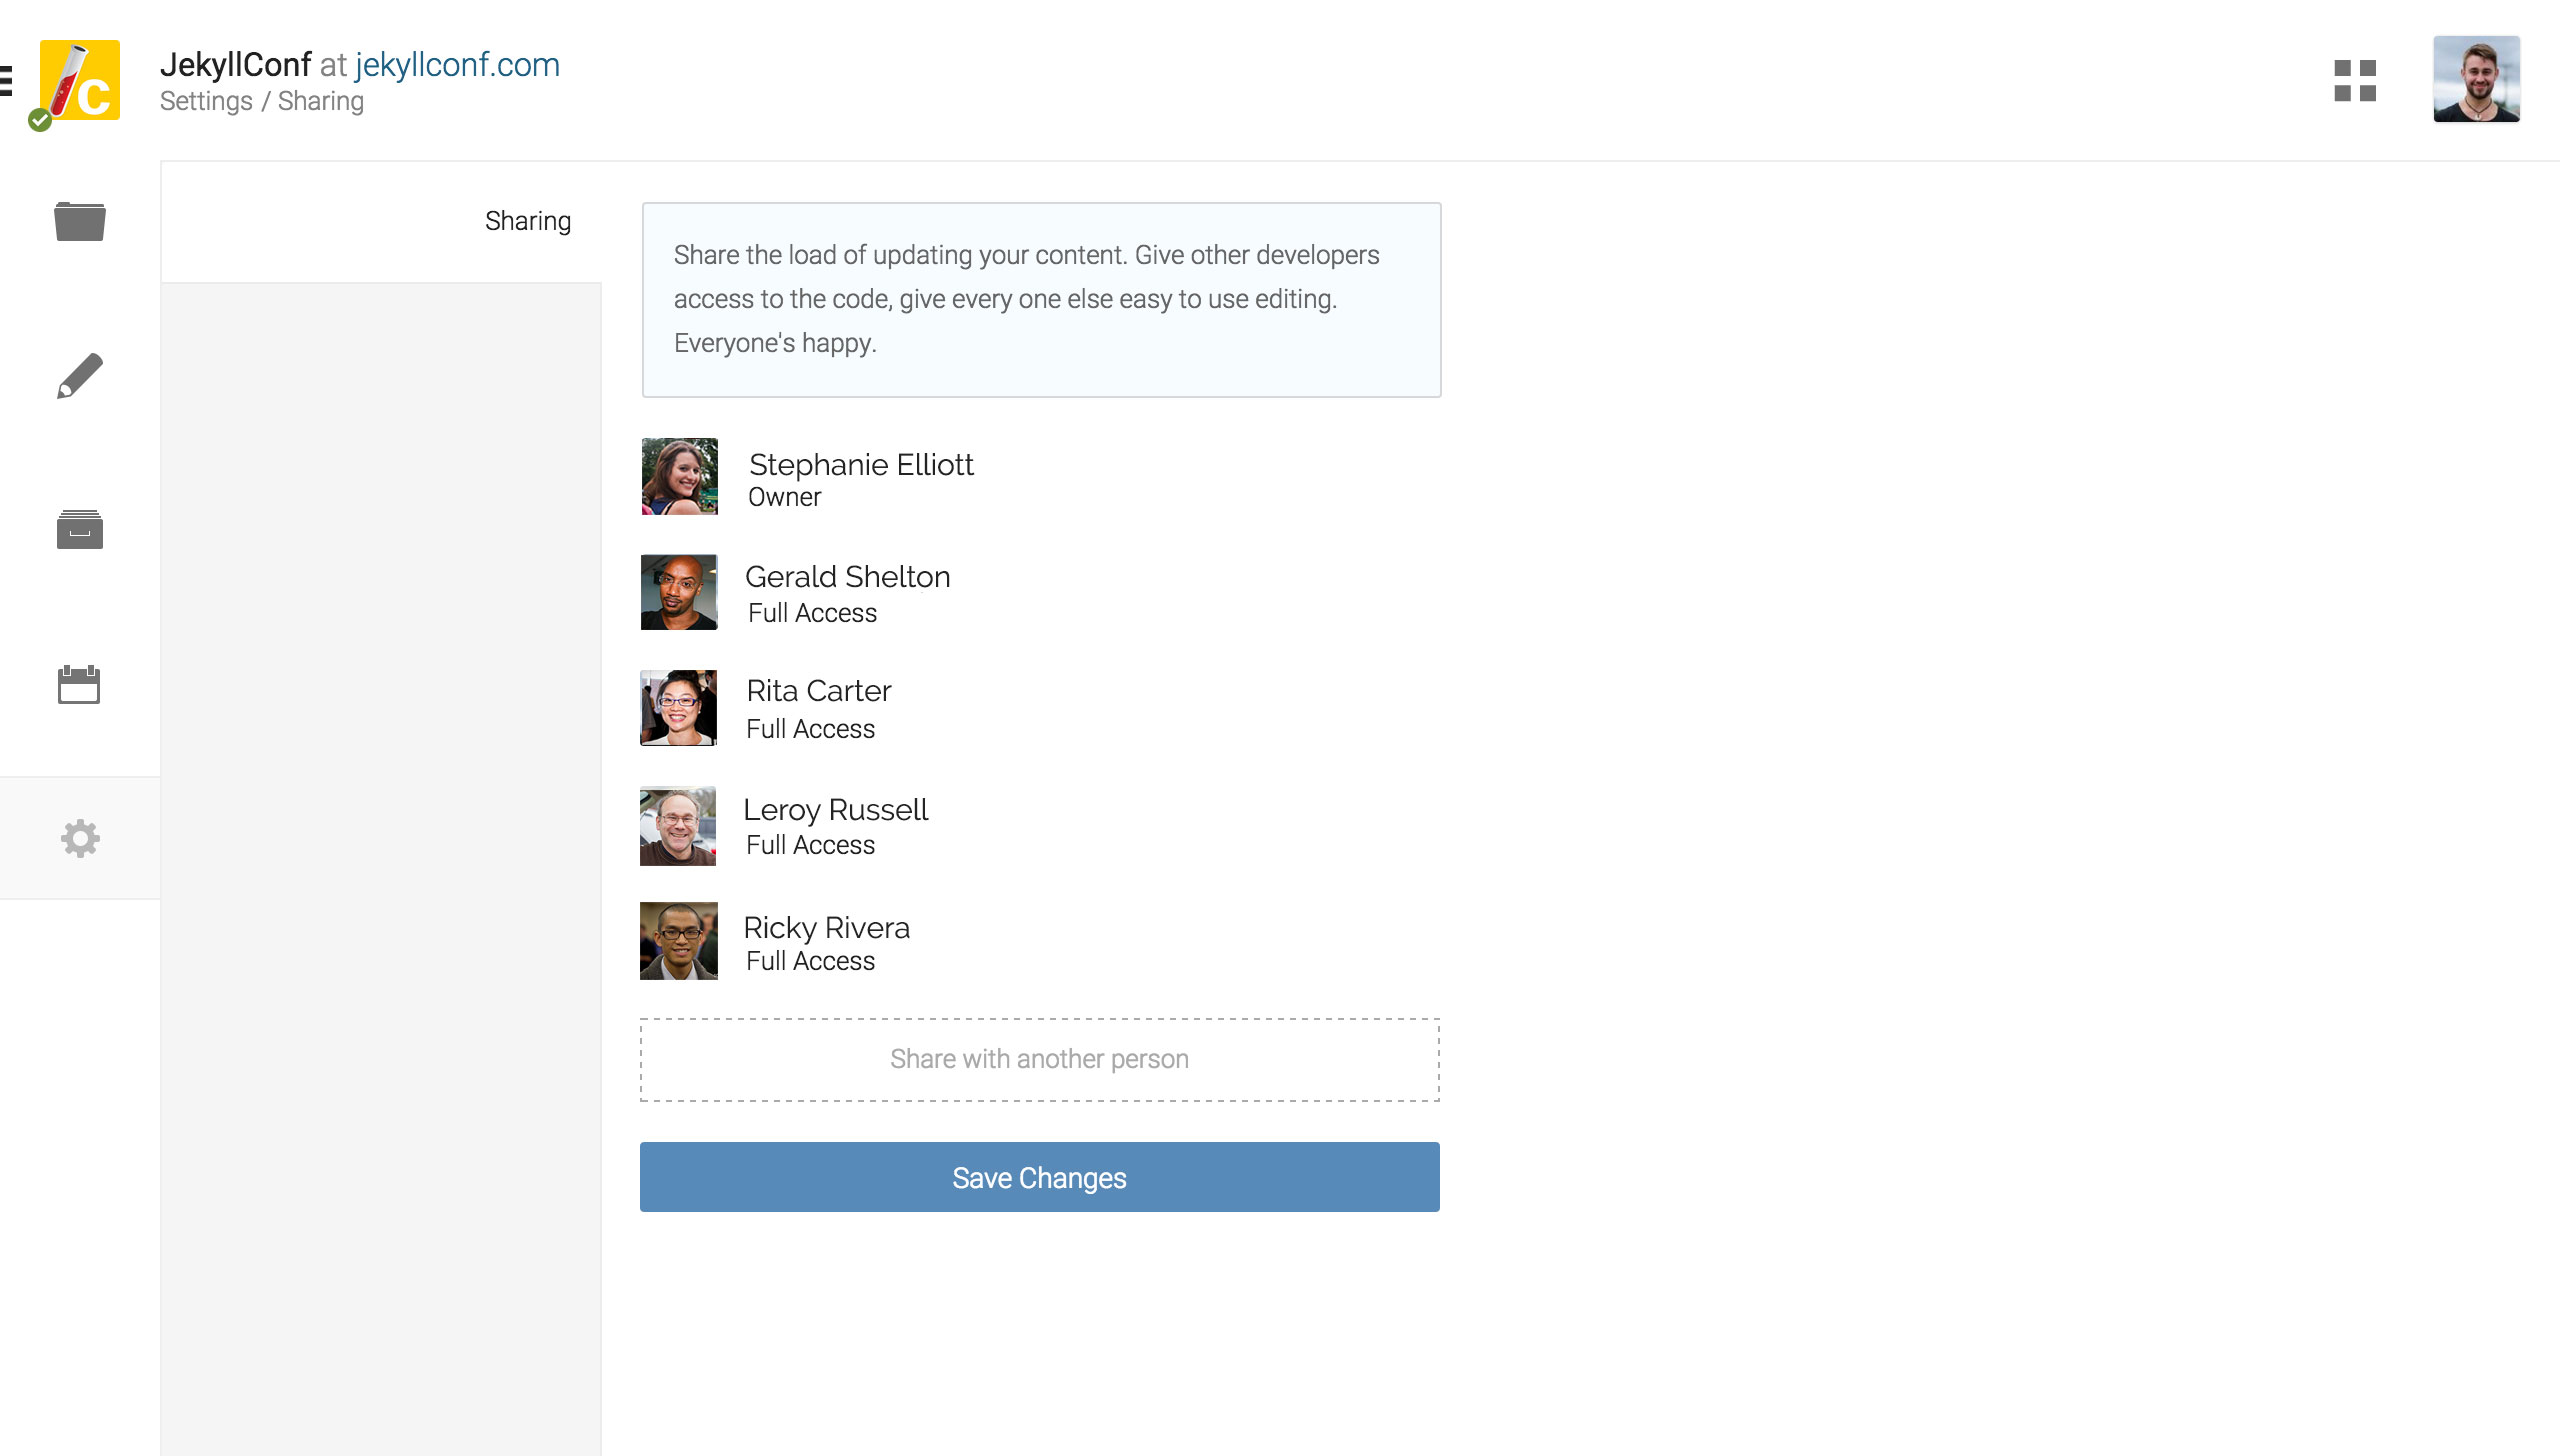 JekyllConf at jekyllconf.com
Settings / Sharing
c
Sharing
Share the load of updating your content. Give other developers
access to the code, give every one else easy to use editing.
Everyone's happy.
Stephanie Elliott
Owner
Gerald Shelton
Full Access
Rita Carter
Full Access
Leroy Russell
Full Access
Ricky Rivera
Full Access
Share with another person
Save Changes